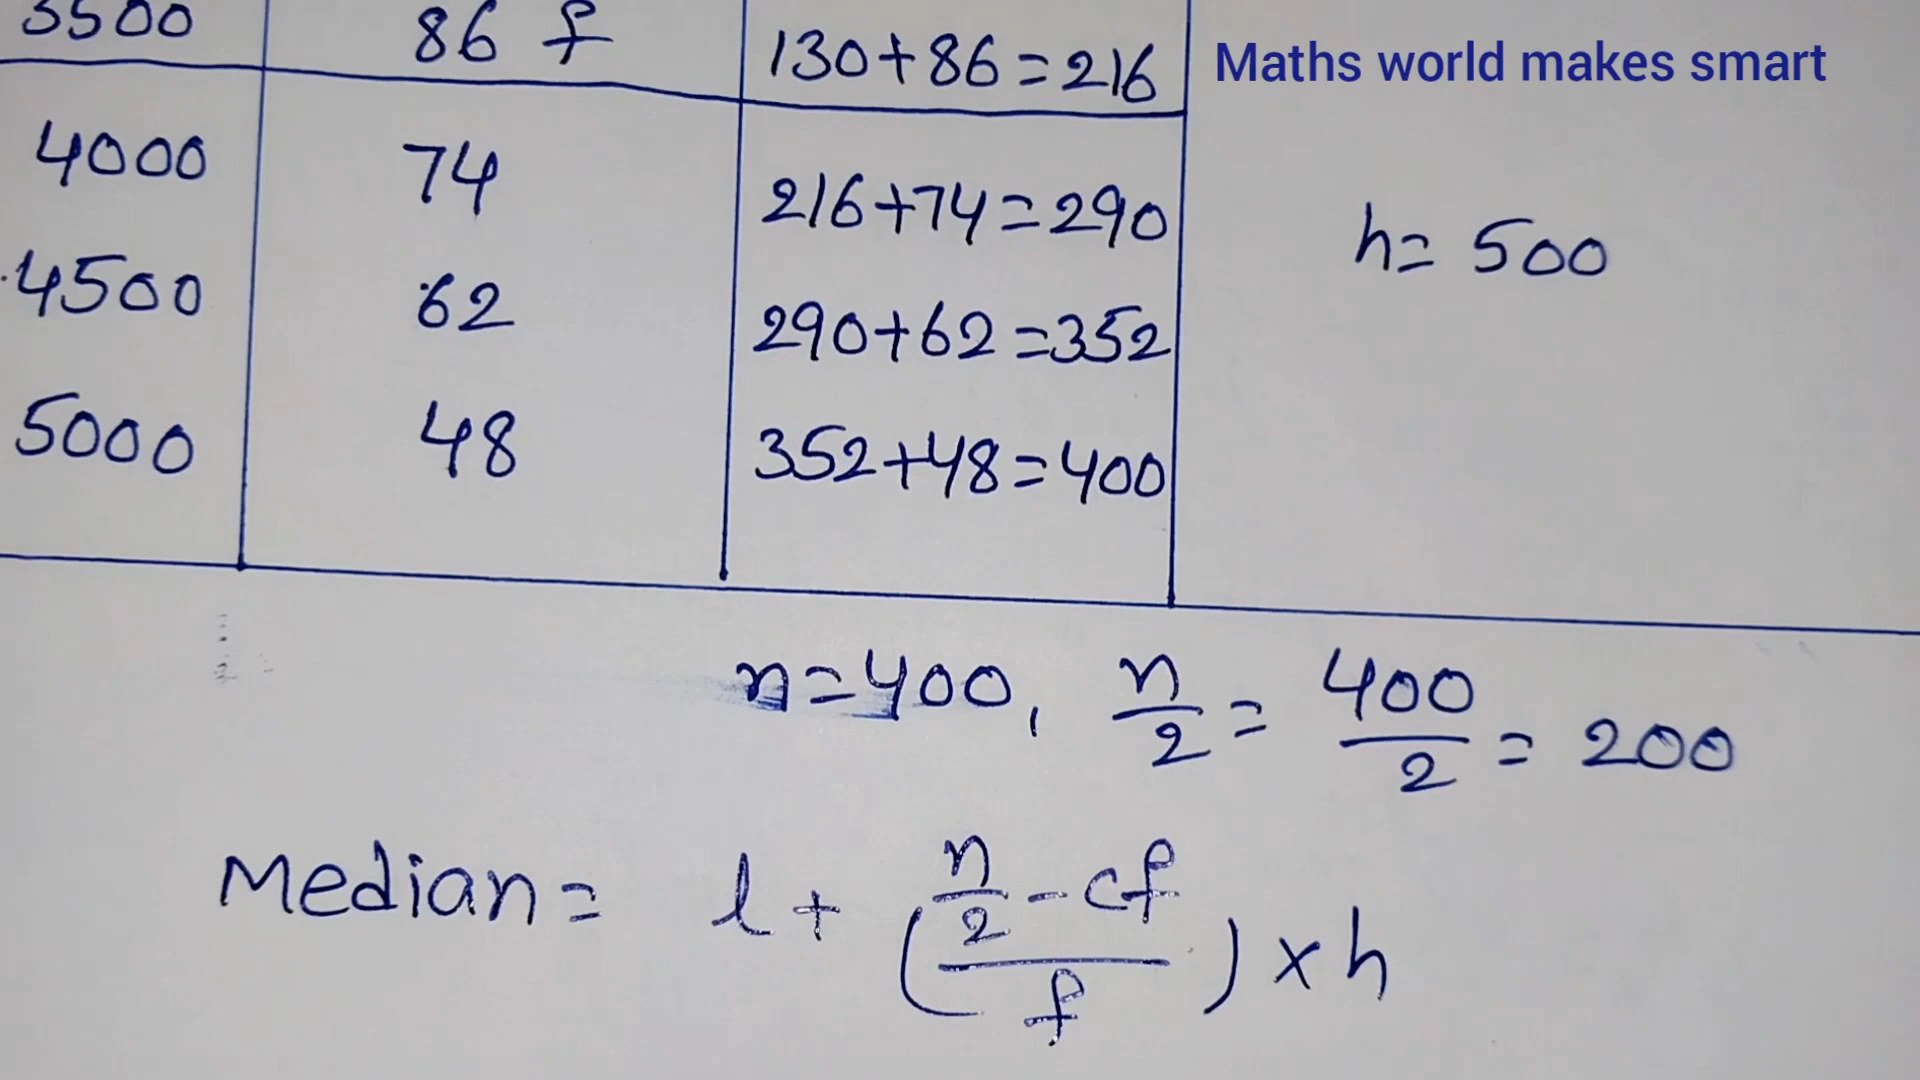 3500 86 f 130+86=216
Maths world makes smart
4000 74 216+74=290
h= 500
4500 62 290+62=352
5000 48 352+48=400
n=400, n/2 = 400/2 = 200
Median= l + (n/2 - cf / f) × h